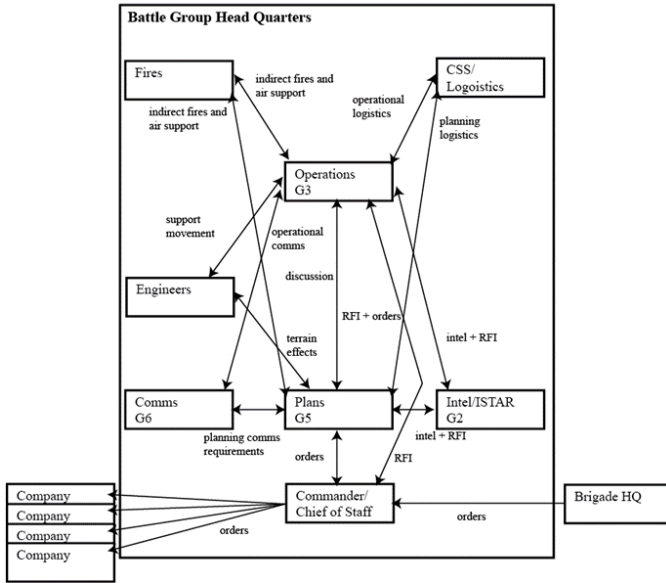 Battle Group Head Quarters
Fires
CSS/
Logoistics
indirect fires and
air support
operational
logistics
indirect fires and
air support
planning
logistics
Operations
G3
support
movement
operational
comms
discussion
Engineers
RFI + orders
terrain
effects
intel + RFI
Comms
G6
Plans
G5
Intel/ISTAR
G2
planning comms
requirements
intel + RFI
orders
RFI
Commander/
Chief of Staff
Company
Company
Company
Company
orders
orders
Brigade HQ